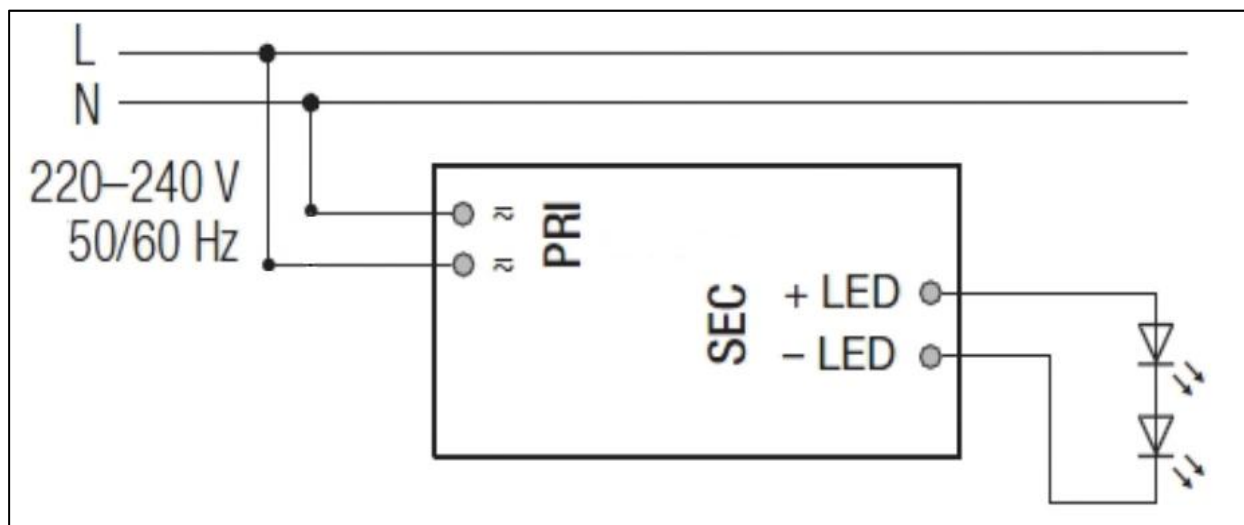 L
N
220–240 V
50/60 Hz
≈
≈
PRI
SEC
+ LED
– LED